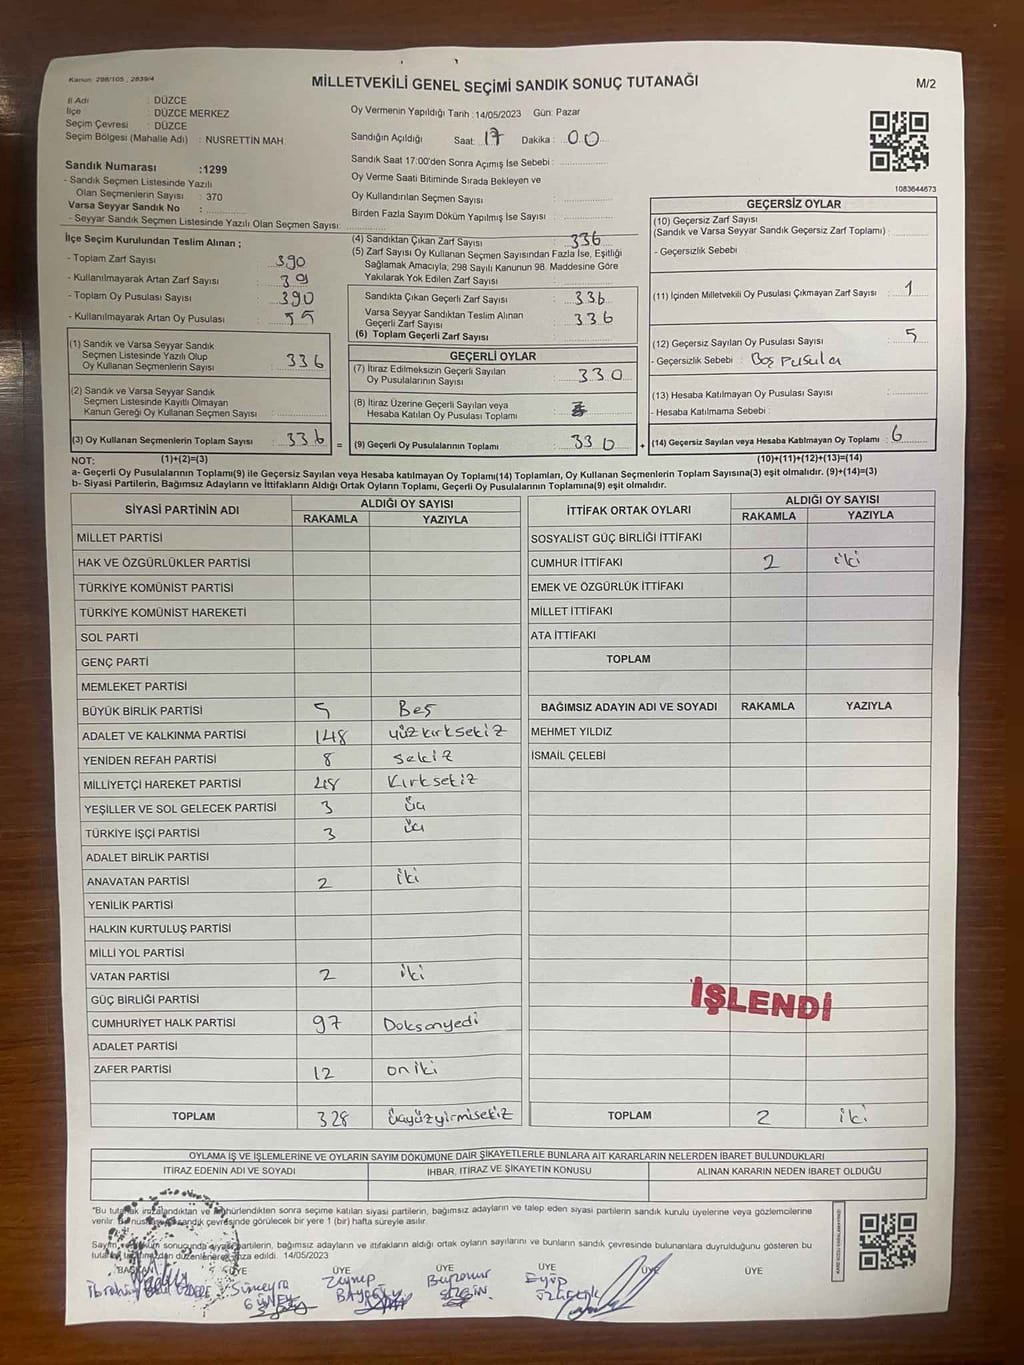 Kanun: 298/105 , 2839/4
MİLLETVEKİLİ GENEL SEÇİMİ SANDIK SONUÇ TUTANAĞI
M/2
İl Adı : DÜZCE
İlçe : DÜZCE MERKEZ
Seçim Çevresi : DÜZCE
Seçim Bölgesi (Mahalle Adı) : NUSRETTİN MAH.
Oy Vermenin Yapıldığı Tarih : 14/05/2023 Gün: Pazar
Sandığın Açıldığı Saat: 17 Dakika: 00
Sandık Saat 17:00'den Sonra Açımış İse Sebebi :
Oy Verme Saati Bitiminde Sırada Bekleyen ve
Oy Kullandırılan Seçmen Sayısı :
Birden Fazla Sayım Döküm Yapılmış İse Sayısı :
1083644673
Sandık Numarası :1299
- Sandık Seçmen Listesinde Yazılı
Olan Seçmenlerin Sayısı : 370
Varsa Seyyar Sandık No :
- Seyyar Sandık Seçmen Listesinde Yazılı Olan Seçmen Sayısı:
İlçe Seçim Kurulundan Teslim Alınan ;
- Toplam Zarf Sayısı : 390
- Kullanılmayarak Artan Zarf Sayısı :
- Toplam Oy Pusulası Sayısı : 390
- Kullanılmayarak Artan Oy Pusulası : 55
(1) Sandık ve Varsa Seyyar Sandık
Seçmen Listesinde Yazılı Olup
Oy Kullanan Seçmenlerin Sayısı : 336
(2) Sandık ve Varsa Seyyar Sandık
Seçmen Listesinde Kayıtlı Olmayan
Kanun Gereği Oy Kullanan Seçmen Sayısı :
(3) Oy Kullanan Seçmenlerin Toplam Sayısı : 336
(1)+(2)=(3)
(4) Sandıktan Çıkan Zarf Sayısı : 336
(5) Zarf Sayısı Oy Kullanan Seçmen Sayısından Fazla İse, Eşitliği
Sağlamak Amacıyla, 298 Sayılı Kanunun 98. Maddesine Göre
Yakılarak Yok Edilen Zarf Sayısı :
Sandıkta Çıkan Geçerli Zarf Sayısı : 336
Varsa Seyyar Sandıktan Teslim Alınan
Geçerli Zarf Sayısı : 336
(6) Toplam Geçerli Zarf Sayısı :
GEÇERLİ OYLAR
(7) İtiraz Edilmeksizin Geçerli Sayılan
Oy Pusulalarının Sayısı : 330
(8) İtiraz Üzerine Geçerli Sayılan veya
Hesaba Katılan Oy Pusulası Toplamı :
= (9) Geçerli Oy Pusulalarının Toplamı : 330 +
GEÇERSİZ OYLAR
(10) Geçersiz Zarf Sayısı
(Sandık ve Varsa Seyyar Sandık Geçersiz Zarf Toplamı) :
- Geçersizlik Sebebi :
(11) İçinden Milletvekili Oy Pusulası Çıkmayan Zarf Sayısı : 1
(12) Geçersiz Sayılan Oy Pusulası Sayısı : 5
- Geçersizlik Sebebi : Boş pusula
(13) Hesaba Katılmayan Oy Pusulası Sayısı :
- Hesaba Katılmama Sebebi :
(14) Geçersiz Sayılan veya Hesaba Katılmayan Oy Toplamı : 6
(10)+(11)+(12)+(13)=(14)
NOT:
a- Geçerli Oy Pusulalarının Toplamı(9) ile Geçersiz Sayılan veya Hesaba katılmayan Oy Toplamı(14) Toplamları, Oy Kullanan Seçmenlerin Toplam Sayısına(3) eşit olmalıdır. (9)+(14)=(3)
b- Siyasi Partilerin, Bağımsız Adayların ve İttifakların Aldığı Ortak Oyların Toplamı, Geçerli Oy Pusulalarının Toplamına(9) eşit olmalıdır.
SİYASİ PARTİNİN ADI ALDIĞI OY SAYISI
RAKAMLA YAZIYLA
MİLLET PARTİSİ
HAK VE ÖZGÜRLÜKLER PARTİSİ
TÜRKİYE KOMÜNİST PARTİSİ
TÜRKİYE KOMÜNİST HAREKETİ
SOL PARTİ
GENÇ PARTİ
MEMLEKET PARTİSİ
BÜYÜK BİRLİK PARTİSİ 5 Beş
ADALET VE KALKINMA PARTİSİ 148 yüzkırksekiz
YENİDEN REFAH PARTİSİ 8 sekiz
MİLLİYETÇİ HAREKET PARTİSİ 48 Kırksekiz
YEŞİLLER VE SOL GELECEK PARTİSİ 3 üç
TÜRKİYE İŞÇİ PARTİSİ 3 üç
ADALET BİRLİK PARTİSİ
ANAVATAN PARTİSİ 2 iki
YENİLİK PARTİSİ
HALKIN KURTULUŞ PARTİSİ
MİLLİ YOL PARTİSİ
VATAN PARTİSİ 2 iki
GÜÇ BİRLİĞİ PARTİSİ
CUMHURİYET HALK PARTİSİ 97 Doksanyedi
ADALET PARTİSİ
ZAFER PARTİSİ 12 oniki
TOPLAM 328 üçyüzyirmisekiz
İTTİFAK ORTAK OYLARI ALDIĞI OY SAYISI
RAKAMLA YAZIYLA
SOSYALİST GÜÇ BİRLİĞİ İTTİFAKI
CUMHUR İTTİFAKI 2 iki
EMEK VE ÖZGÜRLÜK İTTİFAKI
MİLLET İTTİFAKI
ATA İTTİFAKI
TOPLAM
BAĞIMSIZ ADAYIN ADI VE SOYADI RAKAMLA YAZIYLA
MEHMET YILDIZ
İSMAİL ÇELEBİ
İŞLENDİ
TOPLAM 2 iki
OYLAMA İŞ VE İŞLEMLERİNE VE OYLARIN SAYIM DÖKÜMÜNE DAİR ŞİKAYETLERLE BUNLARA AİT KARARLARIN NELERDEN İBARET BULUNDUKLARI
İTİRAZ EDENİN ADI VE SOYADI İHBAR, İTİRAZ VE ŞİKAYETİN KONUSU ALINAN KARARIN NEDEN İBARET OLDUĞU
"Bu tutanak imzalandıktan ve mühürlendikten sonra seçime katılan siyasi partilerin, bağımsız adayların ve talep eden siyasi partilerin sandık kurulu üyelerine veya gözlemcilerine
verilir. Bir nüshası sandık çevresinde görülecek bir yere 1 (bir) hafta süreyle asılır.
Sayım ve döküm sonucunda siyasi partilerin, bağımsız adayların ve ittifakların aldığı ortak oyların sayılarını ve bunların sandık çevresinde bulunanlara duyrulduğunu gösteren bu
tutanak tarafımızdan düzenlenerek imza edildi. 14/05/2023
BAŞKAN ÜYE ÜYE ÜYE ÜYE ÜYE ÜYE
İbrahim Sümeyra Zeynep Eyüp
GÜNEY